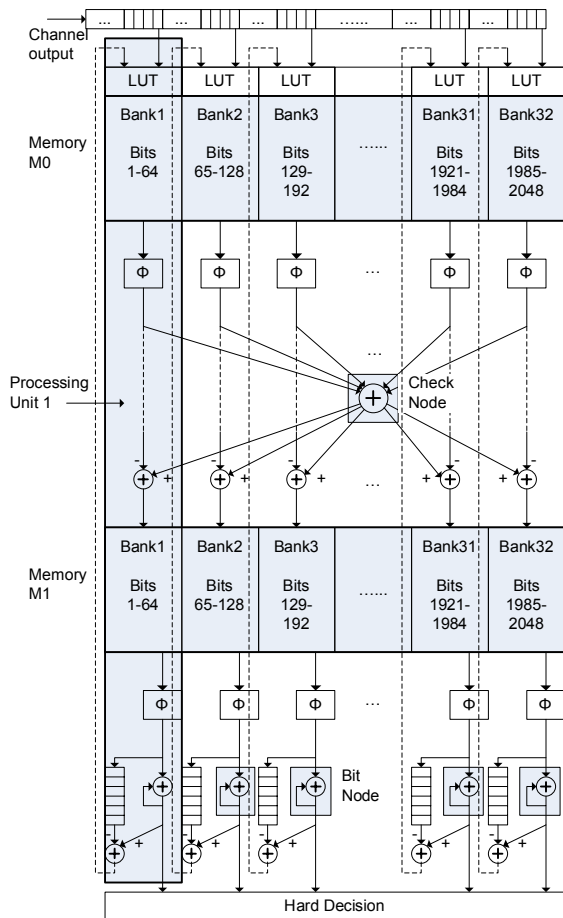 ... ... ... ...... ... ...
Channel
output
LUT LUT LUT LUT LUT
Memory
M0
Bank1 Bank2 Bank3 Bank31 Bank32
......
Bits Bits Bits Bits Bits
1-64 65-128 129- 1921- 1985-
192 1984 2048
Φ Φ Φ ... Φ Φ
...
Processing
Unit 1
+
Check
Node
- - - - -
+ + + ... + +
+ + + + +
Memory
M1
Bank1 Bank2 Bank3 Bank31 Bank32
......
Bits Bits Bits Bits Bits
1-64 65-128 129- 1921- 1985-
192 1984 2048
Φ Φ Φ ... Φ Φ
+ + + + +
Bit
Node
- + - + - + - + - +
+ + + + +
Hard Decision